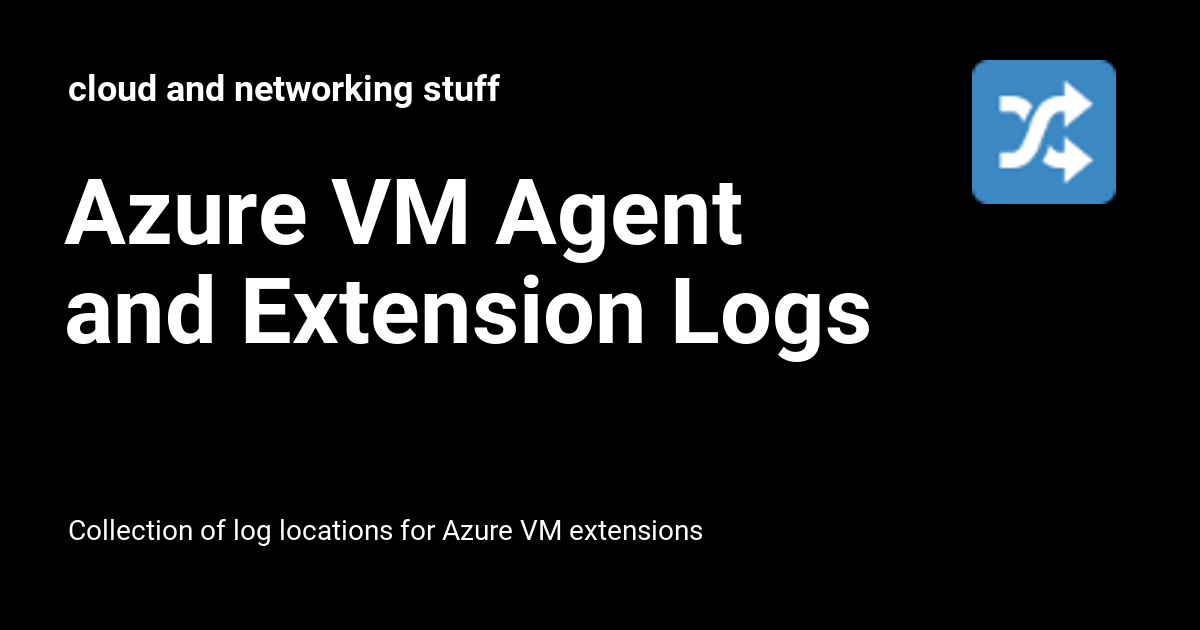 cloud and networking stuff
Azure VM Agent
and Extension Logs
Collection of log locations for Azure VM extensions